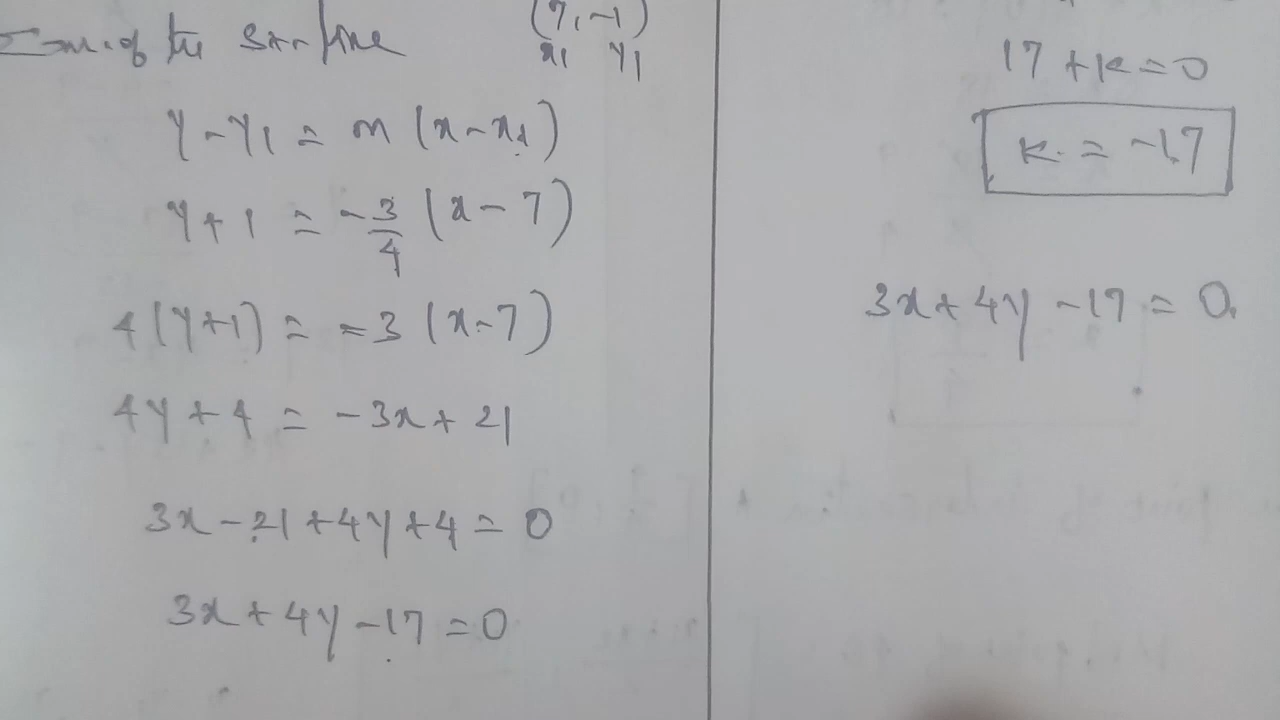 Eqn. of the str line (7, -1)
x1 y1
y - y1 = m (x - x1)
y + 1 = -3/4 (x - 7)
4(y+1) = -3 (x-7)
4y + 4 = -3x + 21
3x - 21 + 4y + 4 = 0
3x + 4y - 17 = 0
17 + k = 0
k = -17
3x + 4y - 17 = 0.